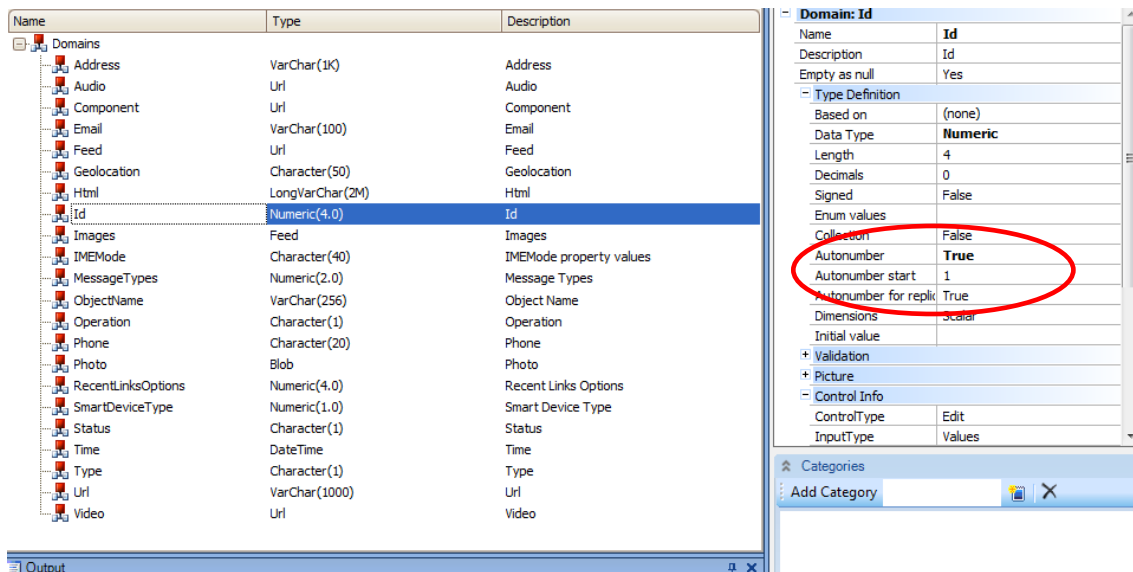 Name Type Description
Domains
Address VarChar(1K) Address
Audio Url Audio
Component Url Component
Email VarChar(100) Email
Feed Url Feed
Geolocation Character(50) Geolocation
Html LongVarChar(2M) Html
Id Numeric(4.0) Id
Images Feed Images
IMEMode Character(40) IMEMode property values
MessageTypes Numeric(2.0) Message Types
ObjectName VarChar(256) Object Name
Operation Character(1) Operation
Phone Character(20) Phone
Photo Blob Photo
RecentLinksOptions Numeric(4.0) Recent Links Options
SmartDeviceType Numeric(1.0) Smart Device Type
Status Character(1) Status
Time DateTime Time
Type Character(1) Type
Url VarChar(1000) Url
Video Url Video
Output
Domain: Id
Name Id
Description Id
Empty as null Yes
Type Definition
Based on (none)
Data Type Numeric
Length 4
Decimals 0
Signed False
Enum values
Collection False
Autonumber True
Autonumber start 1
Autonumber for replic True
Dimensions Scalar
Initial value
Validation
Picture
Control Info
ControlType Edit
InputType Values
Categories
Add Category